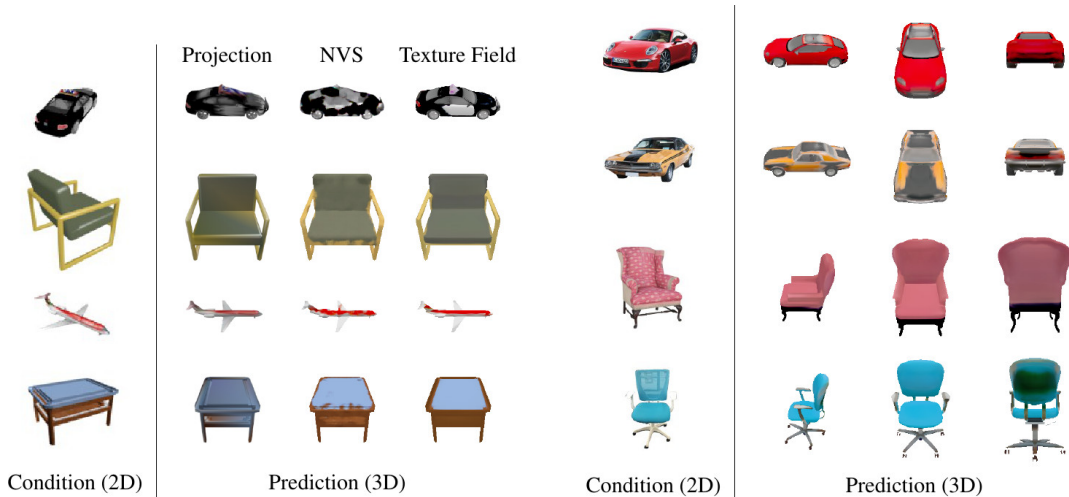 Projection NVS Texture Field
Condition (2D) Prediction (3D) Condition (2D) Prediction (3D)